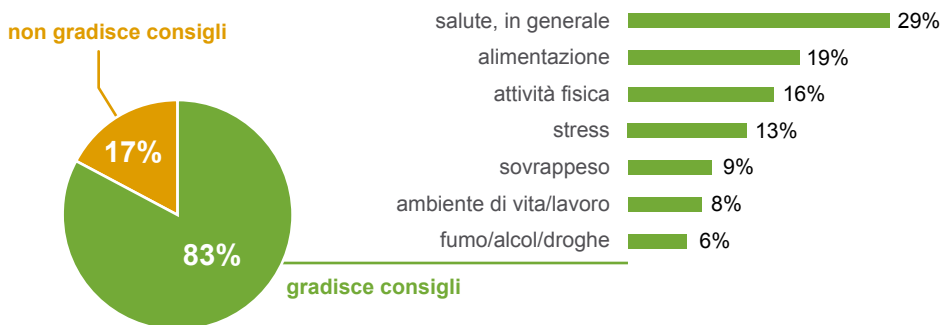 non gradisce consigli
17%
83%
gradisce consigli
salute, in generale 29%
alimentazione 19%
attività fisica 16%
stress 13%
sovrappeso 9%
ambiente di vita/lavoro 8%
fumo/alcol/droghe 6%